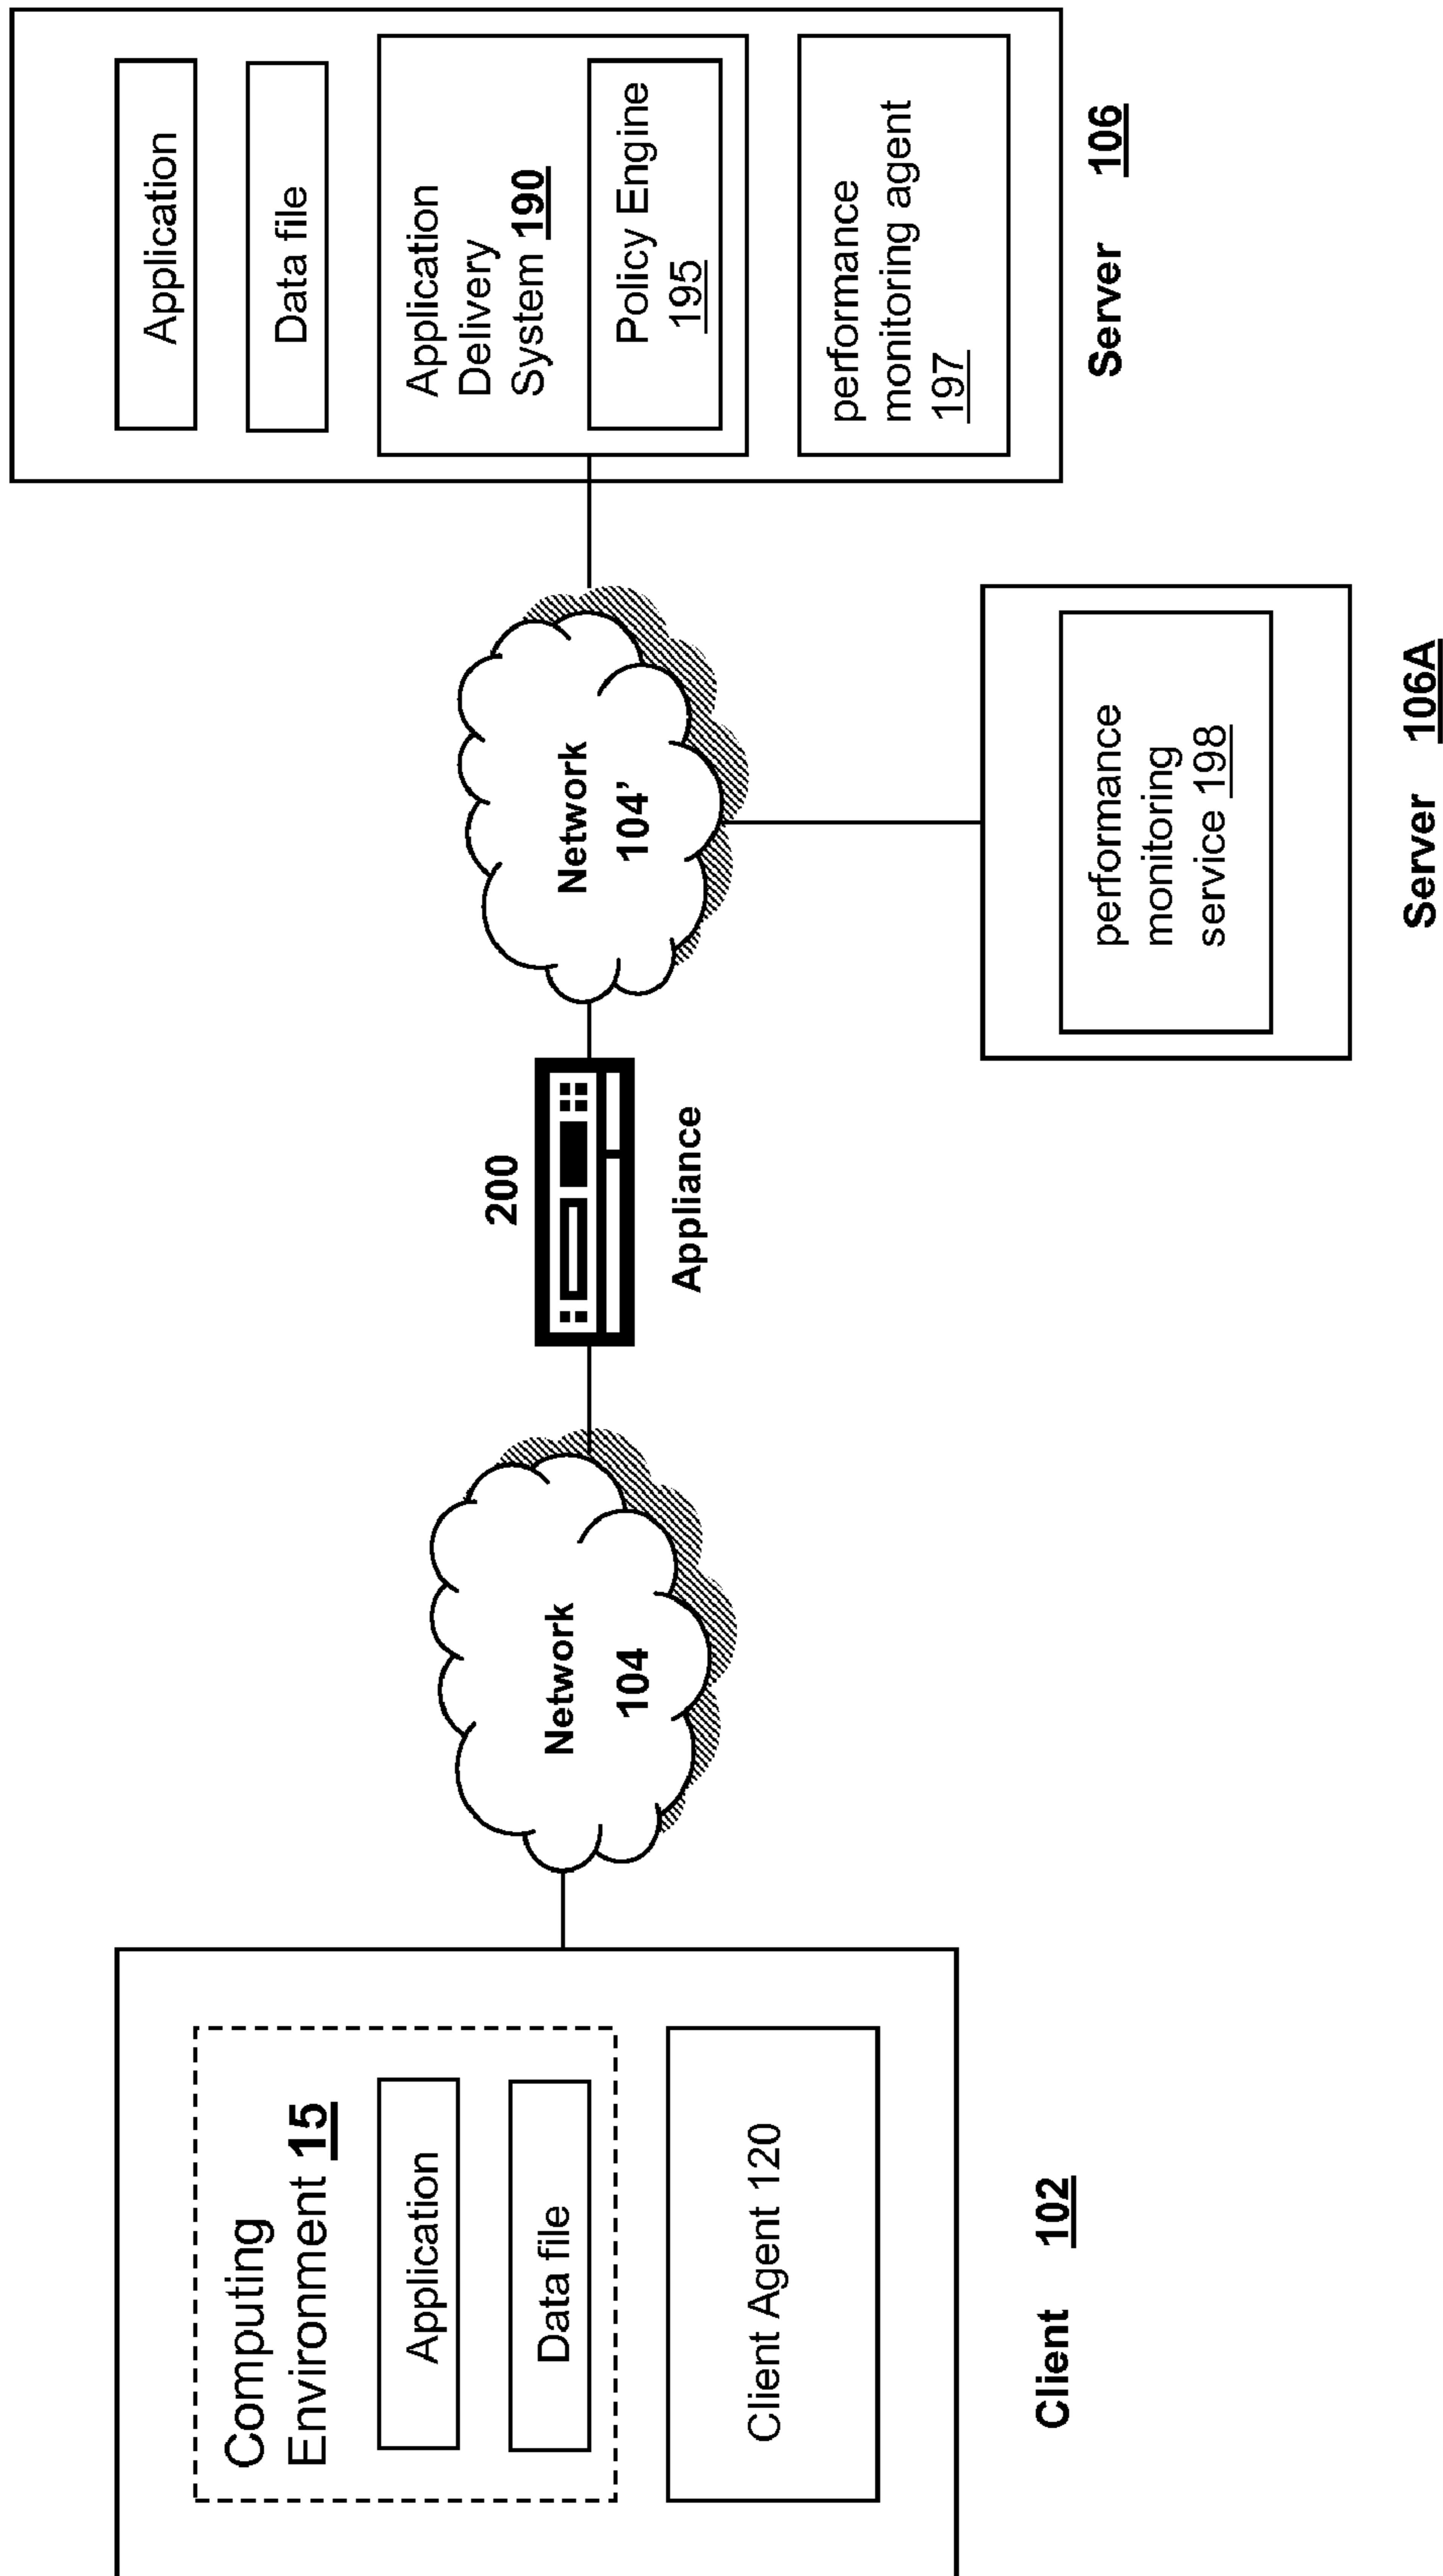 Computing
Environment 15
Application
Data file
Client Agent 120
Client 102
Network
104
200
Appliance
Network
104’
performance
monitoring
service 198
Server 106A
Application
Data file
Application
Delivery
System 190
Policy Engine
195
performance
monitoring agent
197
Server 106